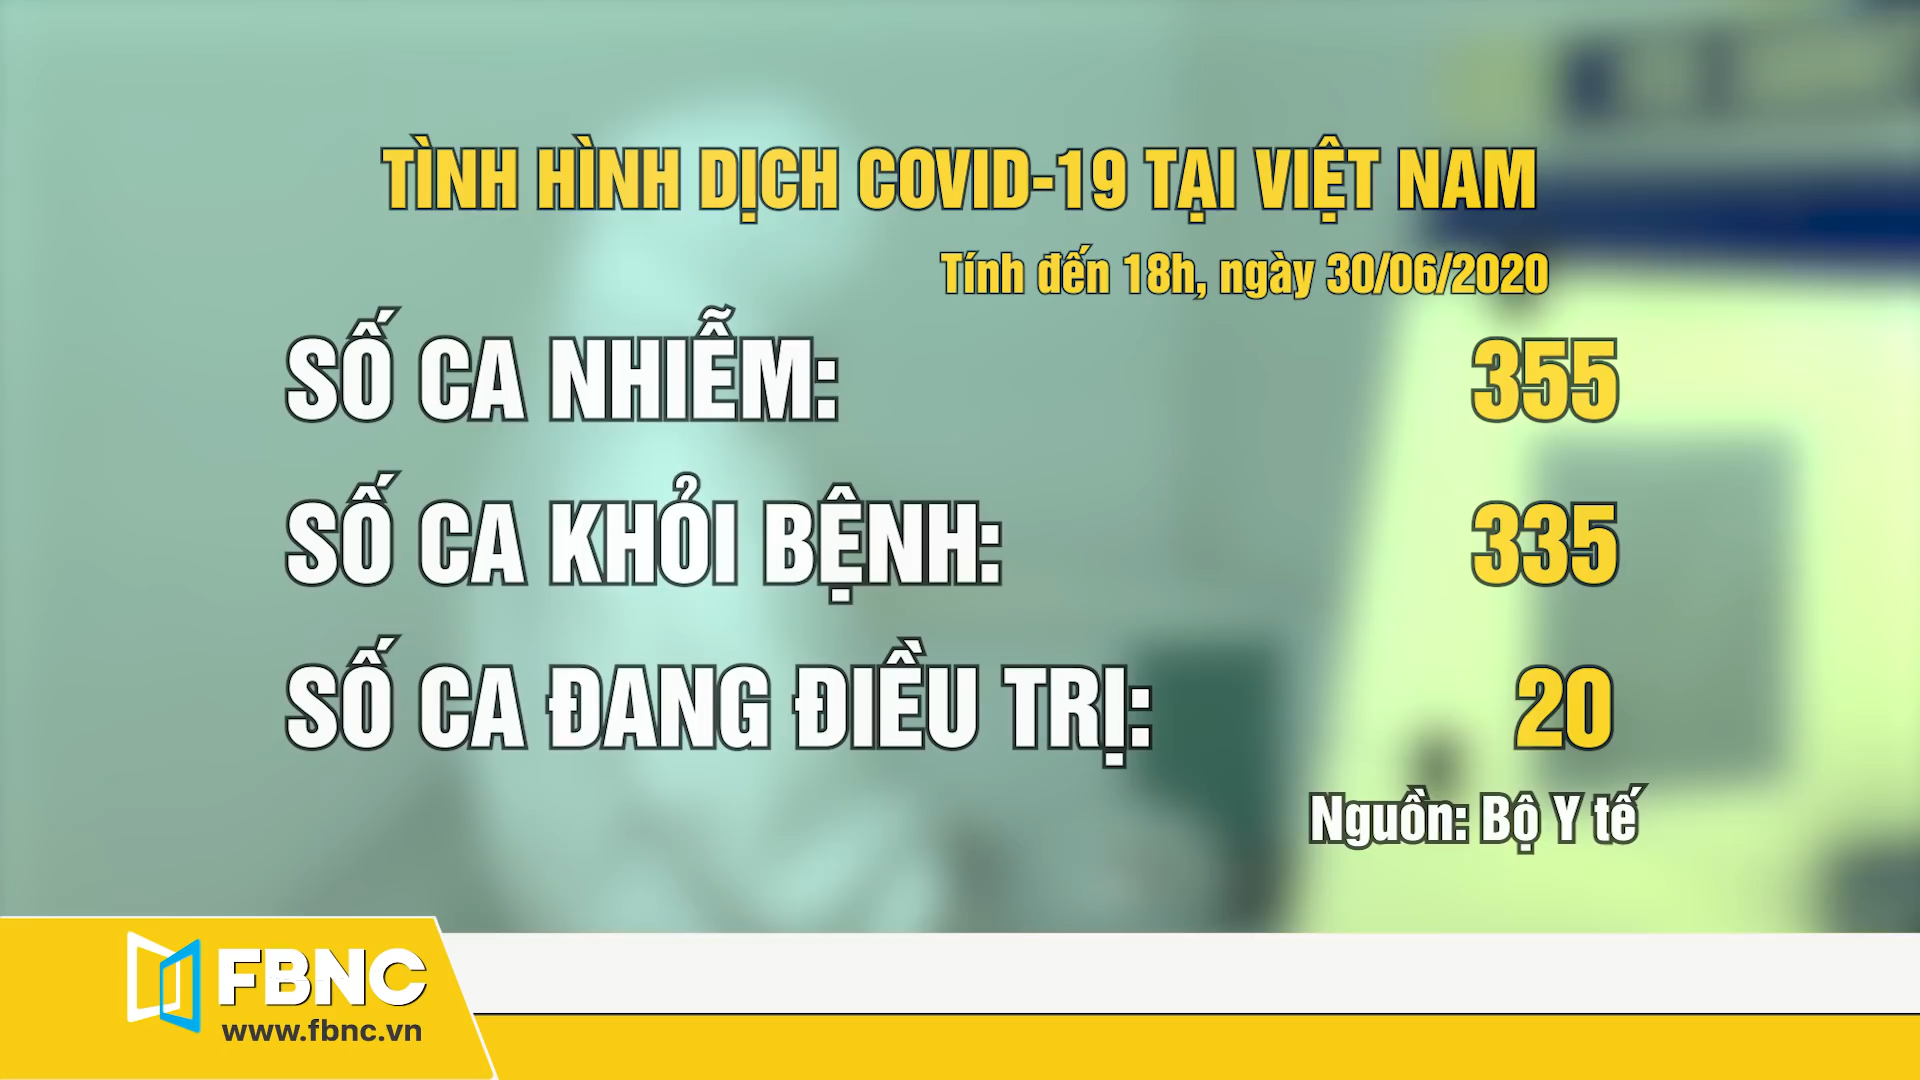 TÌNH HÌNH DỊCH COVID-19 TẠI VIỆT NAM
Tính đến 18h, ngày 30/06/2020
SỐ CA NHIỄM: 355
SỐ CA KHỎI BỆNH: 335
SỐ CA ĐANG ĐIỀU TRỊ: 20
Nguồn: Bộ Y tế
FBNC
www.fbnc.vn